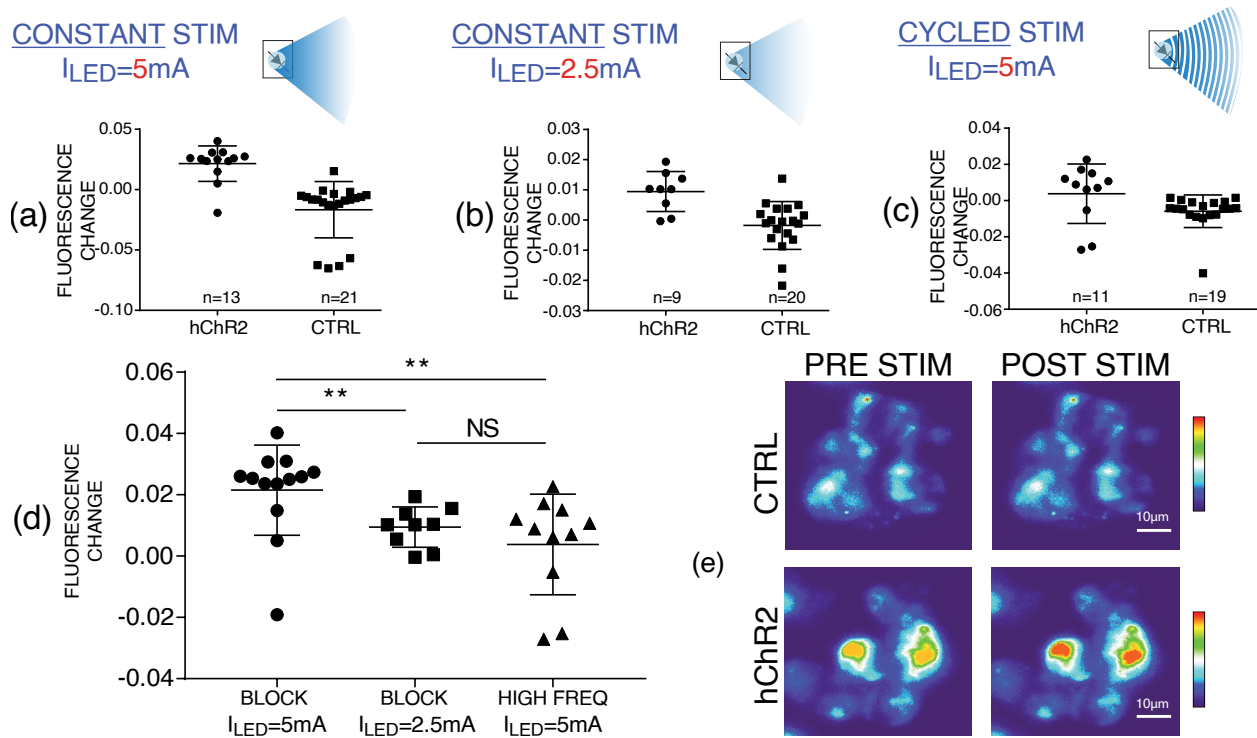 CONSTANT STIM
ILED=5mA
CONSTANT STIM
ILED=2.5mA
CYCLED STIM
ILED=5mA
(a)
FLUORESCENCE
CHANGE
0.05
0.00
-0.05
-0.10
n=13
n=21
hChR2
CTRL
(b)
FLUORESCENCE
CHANGE
0.03
0.02
0.01
0.00
-0.01
-0.02
-0.03
n=9
n=20
hChR2
CTRL
(c)
FLUORESCENCE
CHANGE
0.04
0.02
0.00
-0.02
-0.04
-0.06
n=11
n=19
hChR2
CTRL
(d)
FLUORESCENCE
CHANGE
0.06
0.04
0.02
0.00
-0.02
-0.04
**
**
NS
BLOCK
ILED=5mA
BLOCK
ILED=2.5mA
HIGH FREQ
ILED=5mA
(e)
PRE STIM
POST STIM
CTRL
10µm
hChR2
10µm